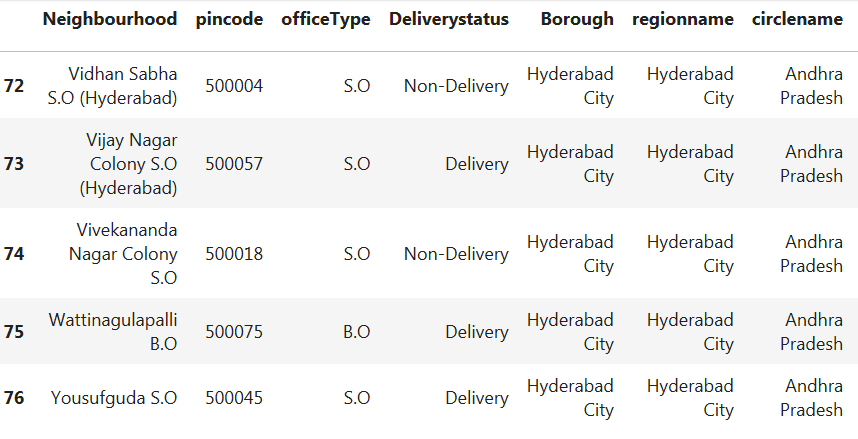 Neighbourhood pincode officeType Deliverystatus Borough regionname circlename
72 Vidhan Sabha S.O (Hyderabad) 500004 S.O Non-Delivery Hyderabad City Hyderabad City Andhra Pradesh
73 Vijay Nagar Colony S.O (Hyderabad) 500057 S.O Delivery Hyderabad City Hyderabad City Andhra Pradesh
74 Vivekananda Nagar Colony S.O 500018 S.O Non-Delivery Hyderabad City Hyderabad City Andhra Pradesh
75 Wattinagulapalli B.O 500075 B.O Delivery Hyderabad City Hyderabad City Andhra Pradesh
76 Yousufguda S.O 500045 S.O Delivery Hyderabad City Hyderabad City Andhra Pradesh